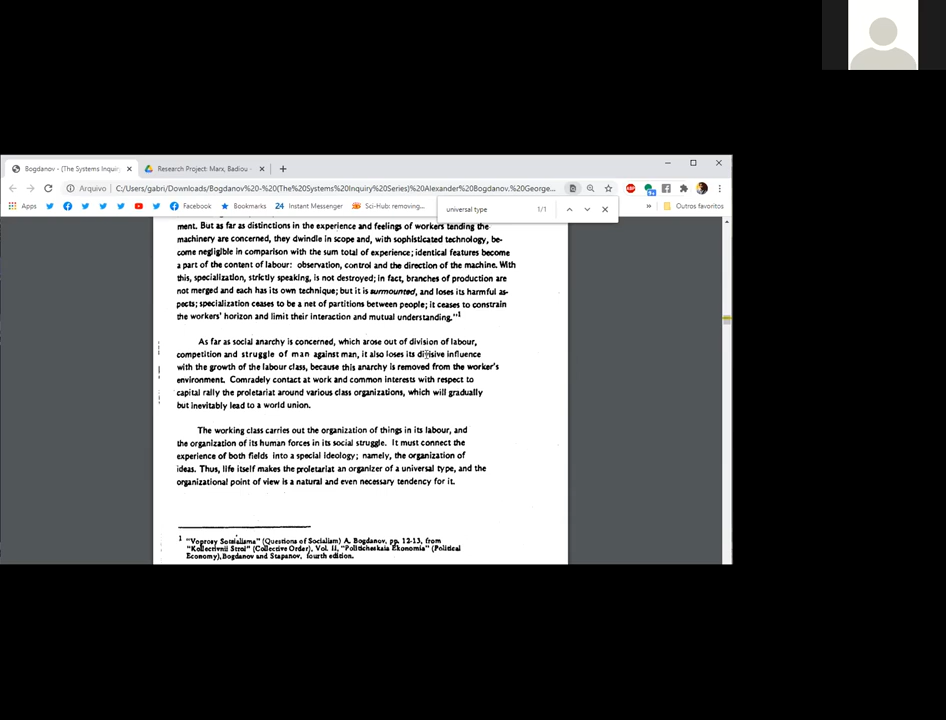 Bogdanov - (The Systems Inquiry
Research Project: Marx, Badiou -
Arquivo
C:/Users/gabri/Downloads/Bogdanov%20-%20(The%20Systems%20Inquiry%20Series)%20Alexander%20Bogdanov.%20George...
Apps
Facebook
Bookmarks
24 Instant Messenger
Sci-Hub: removing...
universal type
1/1
»
Outros favoritos
ment. But as far as distinctions in the experience and feelings of workers tending the
machinery are concerned, they dwindle in scope and, with sophisticated technology, be-
come negligible in comparison with the sum total of experience; identical features become
a part of the content of labour: observation, control and the direction of the machine. With
this, specialization, strictly speaking, is not destroyed; in fact, branches of production are
not merged and each has its own technique; but it is surmounted, and loses its harmful as-
pects; specialization ceases to be a net of partitions between people; it ceases to constrain
the workers' horizon and limit their interaction and mutual understanding."1
As far as social anarchy is concerned, which arose out of division of labour,
competition and struggle of man against man, it also loses its divisive influence
with the growth of the labour class, because this anarchy is removed from the worker's
environment. Comradely contact at work and common interests with respect to
capital rally the proletariat around various class organizations, which will gradually
but inevitably lead to a world union.
The working class carries out the organization of things in its labour, and
the organization of its human forces in its social struggle. It must connect the
experience of both fields into a special ideology; namely, the organization of
ideas. Thus, life itself makes the proletariat an organizer of a universal type, and the
organizational point of view is a natural and even necessary tendency for it.
1 "Voprosy Sotsialisma" (Questions of Socialism) A. Bogdanov, pp. 12-13, from
"Kollectivnii Stroi" (Collective Order), Vol. II, "Politicheskaia Ekonomia" (Political
Economy), Bogdanov and Stapanov, fourth edition.